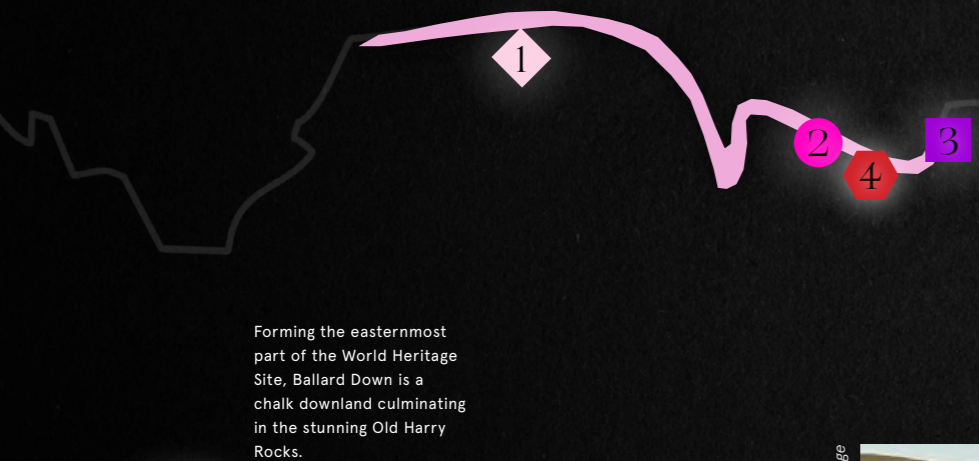 1
2
3
4
Forming the easternmost
part of the World Heritage
Site, Ballard Down is a
chalk downland culminating
in the stunning Old Harry
Rocks.